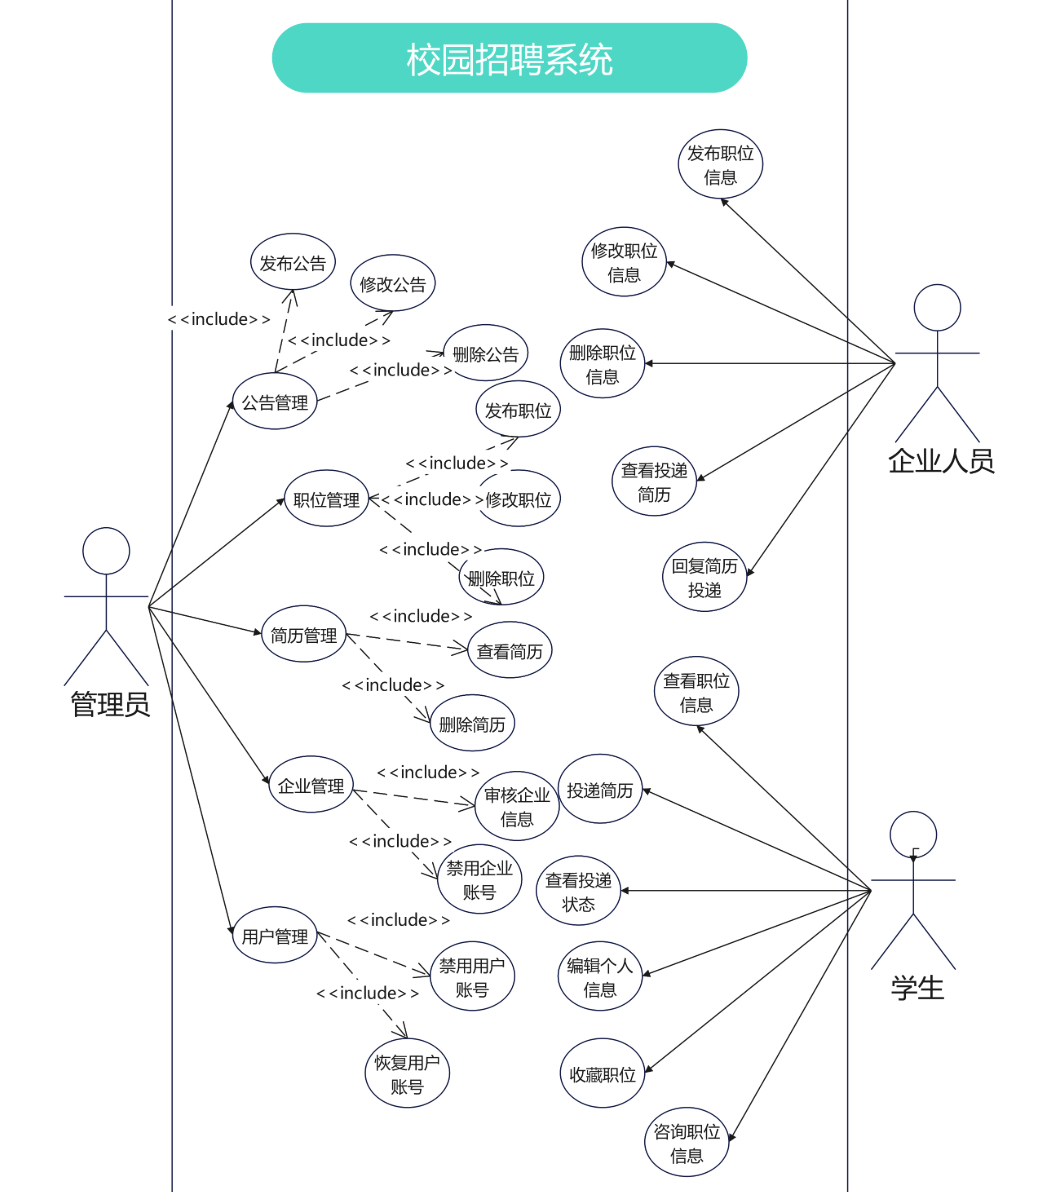 校园招聘系统
发布职位
信息
修改职位
信息
发布公告
修改公告
<<include>>
<<include>>
删除公告
<<include>>
删除职位
信息
公告管理
发布职位
企业人员
<<include>>
查看投递
简历
职位管理
<<include>>
修改职位
<<include>>
删除职位
回复简历
投递
<<include>>
简历管理
查看简历
管理员
<<include>>
删除简历
查看职位
信息
企业管理
<<include>>
审核企业
信息
投递简历
<<include>>
禁用企业
账号
查看投递
状态
用户管理
<<include>>
禁用用户
账号
编辑个人
信息
学生
<<include>>
恢复用户
账号
收藏职位
咨询职位
信息